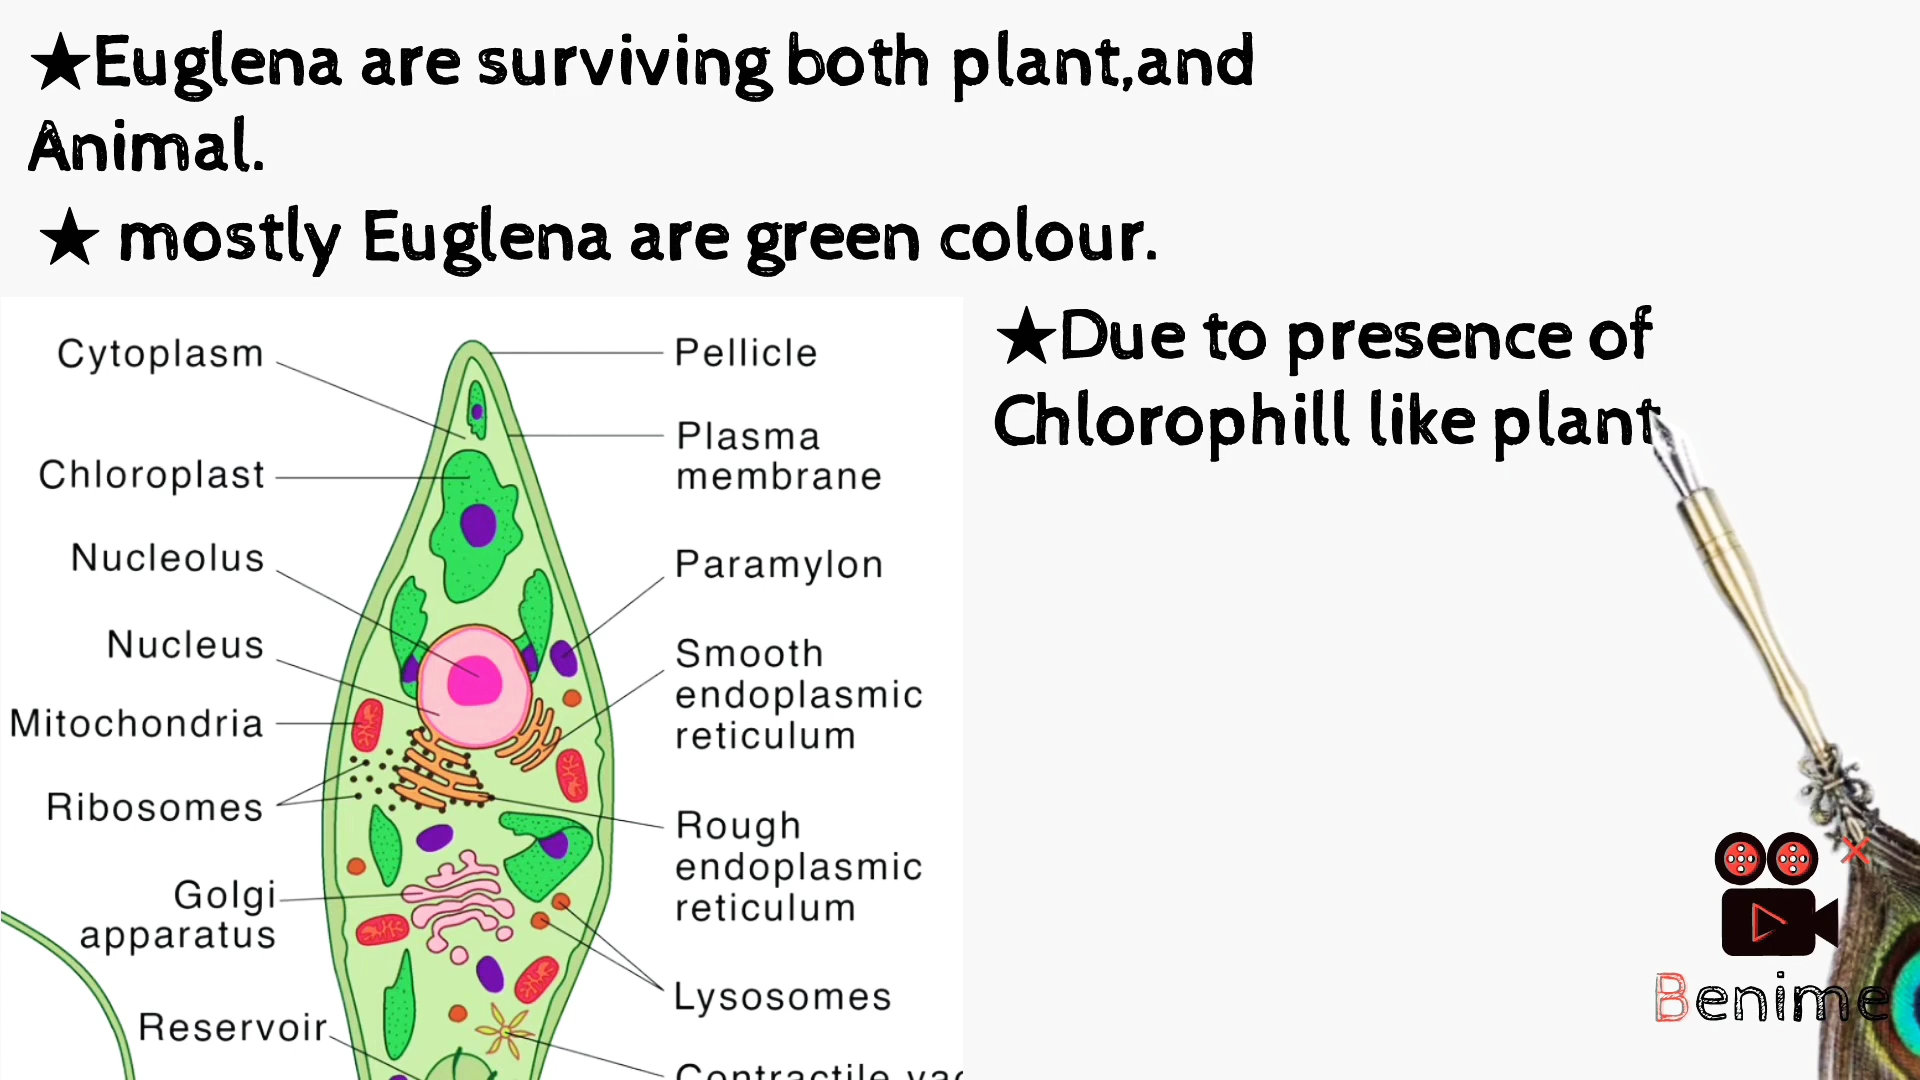 ★Euglena are surviving both plant,and
Animal.
★ mostly Euglena are green colour.
★Due to presence of
Chlorophill like plant
Cytoplasm
Chloroplast
Nucleolus
Nucleus
Mitochondria
Ribosomes
Golgi
apparatus
Reservoir
Pellicle
Plasma
membrane
Paramylon
Smooth
endoplasmic
reticulum
Rough
endoplasmic
reticulum
Lysosomes
Contractile
Benime